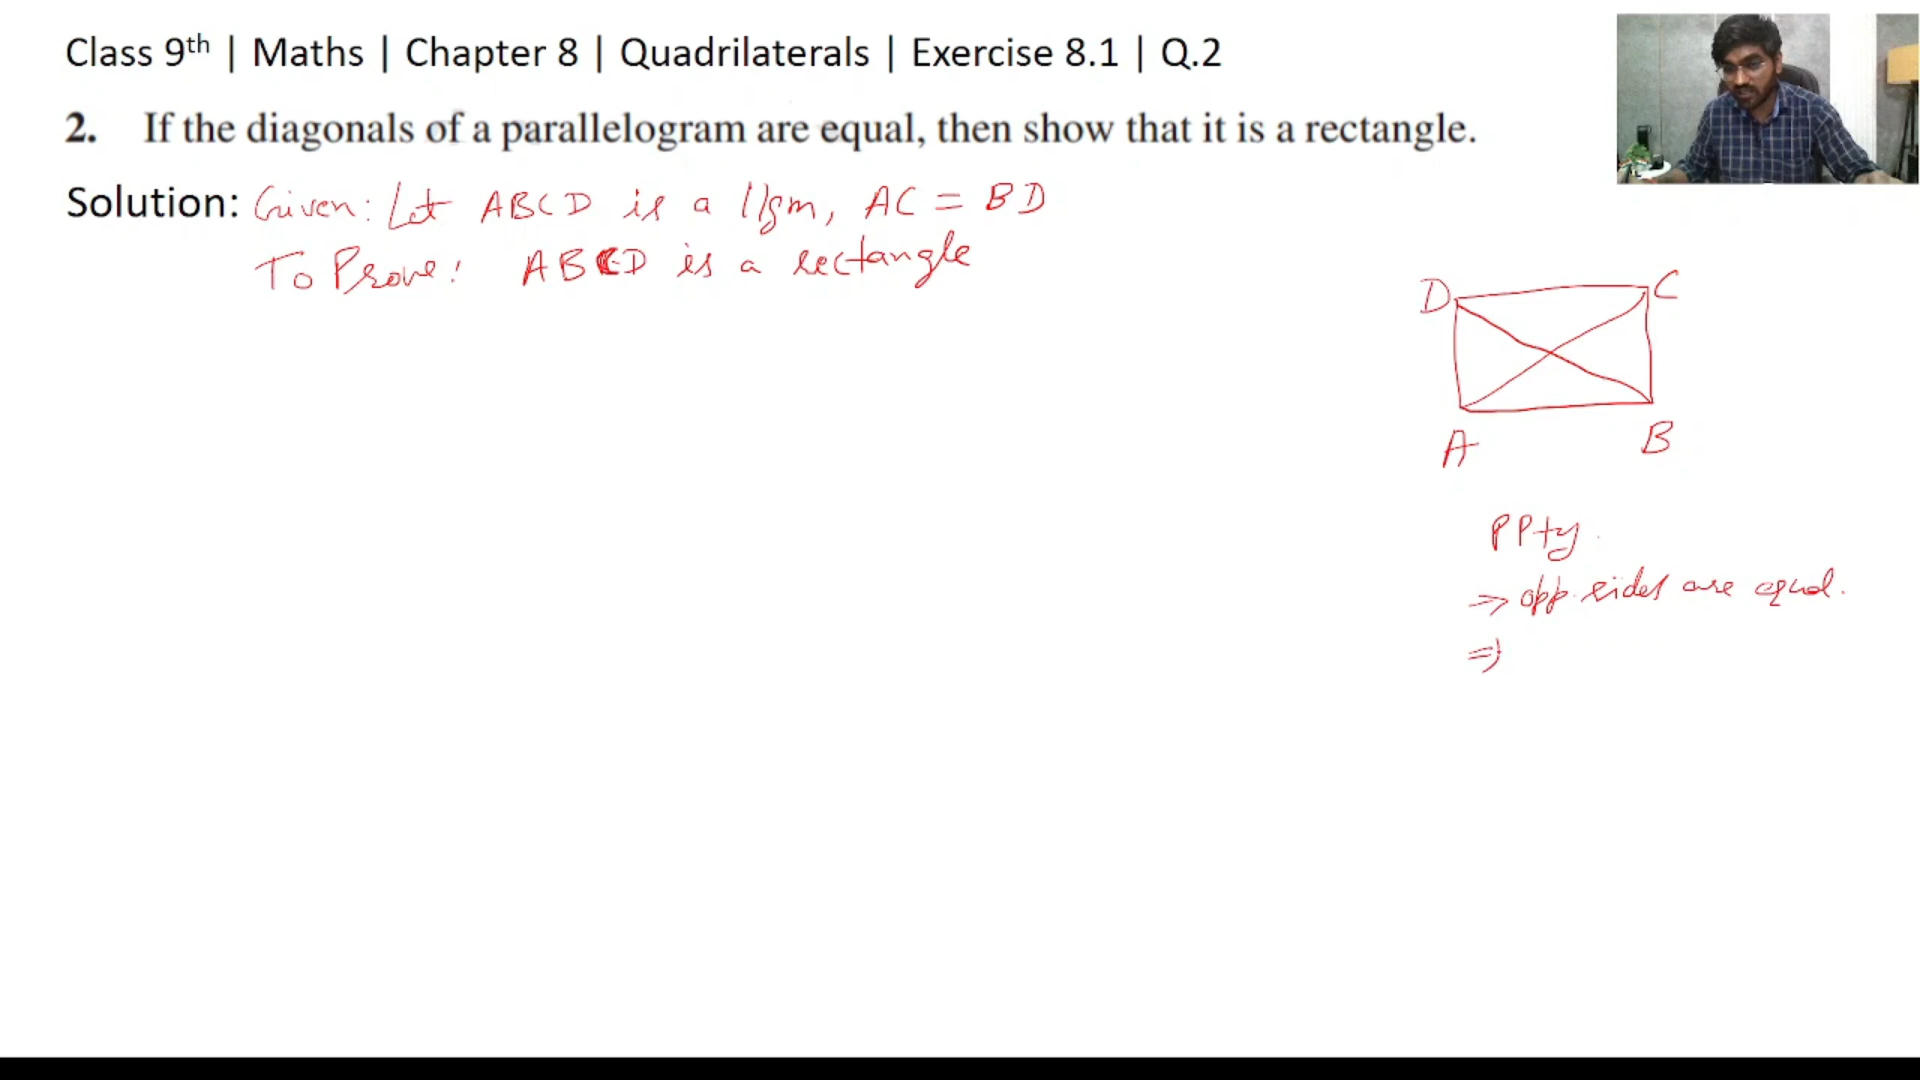 Class 9th | Maths | Chapter 8 | Quadrilaterals | Exercise 8.1 | Q.2
2. If the diagonals of a parallelogram are equal, then show that it is a rectangle.
Solution: Given: Let ABCD is a ||gm, AC = BD
To Prove: ABCD is a rectangle
D C
A B
PPty.
⇒ opp. sides are equal.
⇒